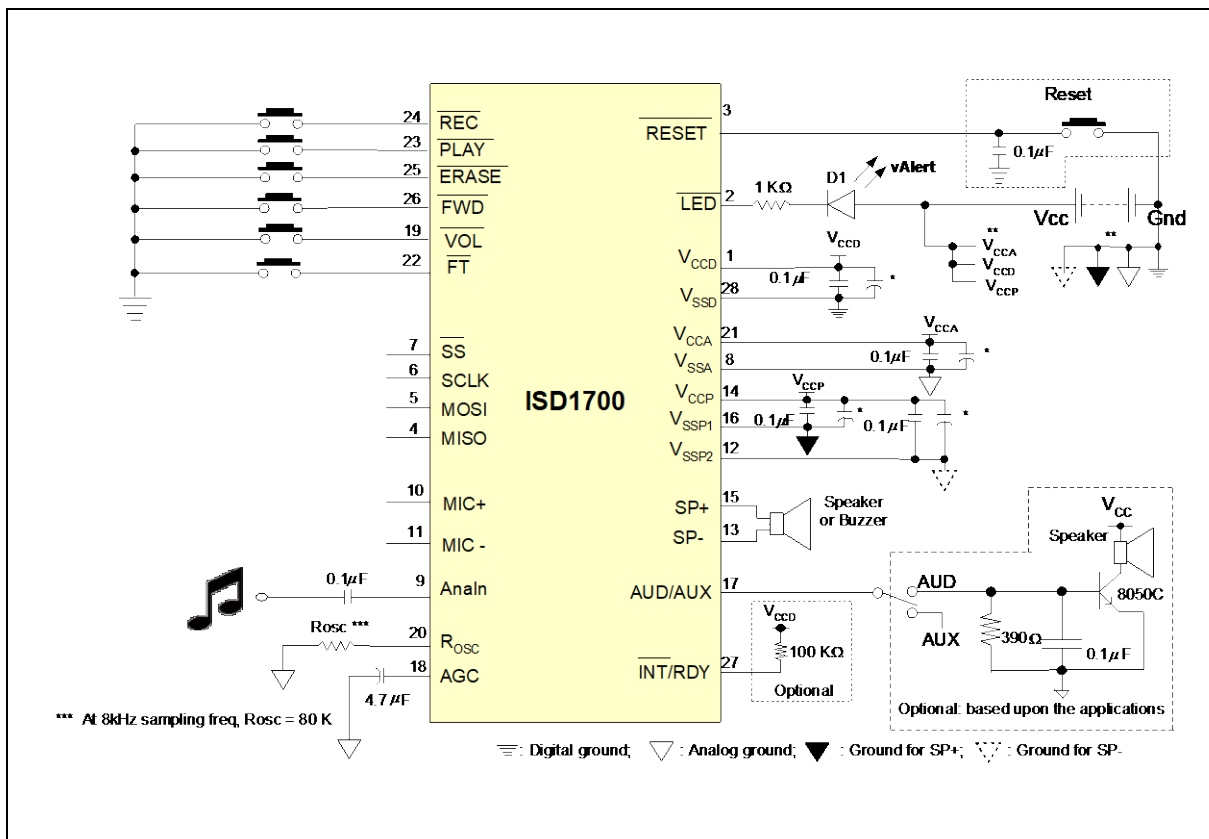 24
REC
23
PLAY
25
ERASE
26
FWD
19
VOL
22
FT
7
SS
6
SCLK
5
MOSI
4
MISO
10
MIC+
11
MIC -
0.1µF
9
AnaIn
Rosc ***
20
ROSC
18
AGC
4.7µF
*** At 8kHz sampling freq, Rosc = 80 K
ISD1700
3
RESET
Reset
0.1µF
D1
vAlert
1 KΩ
2
LED
Vcc
Gnd
**
VCCA
VCCD
VCCP
**
VCCD
1
VCCD
0.1µF
*
28
VSSD
VCCA
21
VCCA
0.1µF
*
8
VSSA
VCCP
14
VCCP
0.1µF
*
0.1µF
*
16
VSSP1
12
VSSP2
15
SP+
13
SP-
Speaker
or Buzzer
17
AUD/AUX
AUD
AUX
VCC
Speaker
8050C
390Ω
0.1µF
Optional: based upon the applications
VCCD
100 KΩ
27
INT/RDY
Optional
: Digital ground;
: Analog ground;
: Ground for SP+;
: Ground for SP-